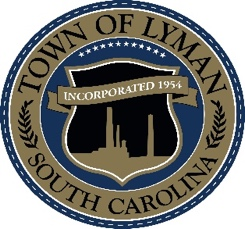 TOWN OF LYMAN
INCORPORATED 1954
SOUTH CAROLINA